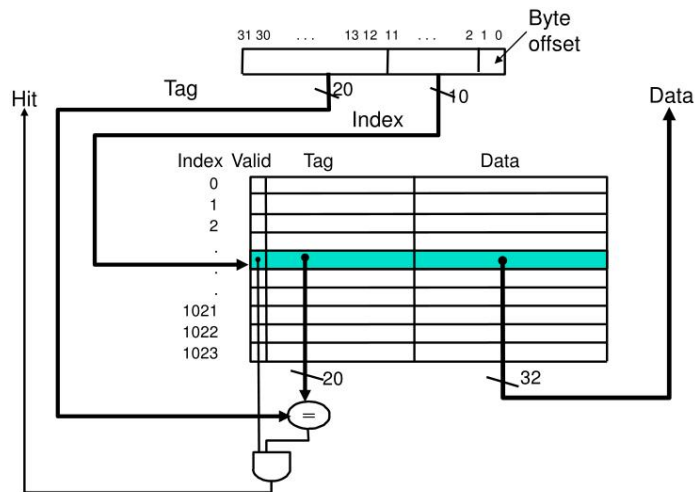 Byte
offset
31 30 . . . 13 12 11 . . . 2 1 0
Tag
20
10
Hit
Data
Index
Index Valid Tag Data
0
1
2
.
.
.
1021
1022
1023
20
32
=